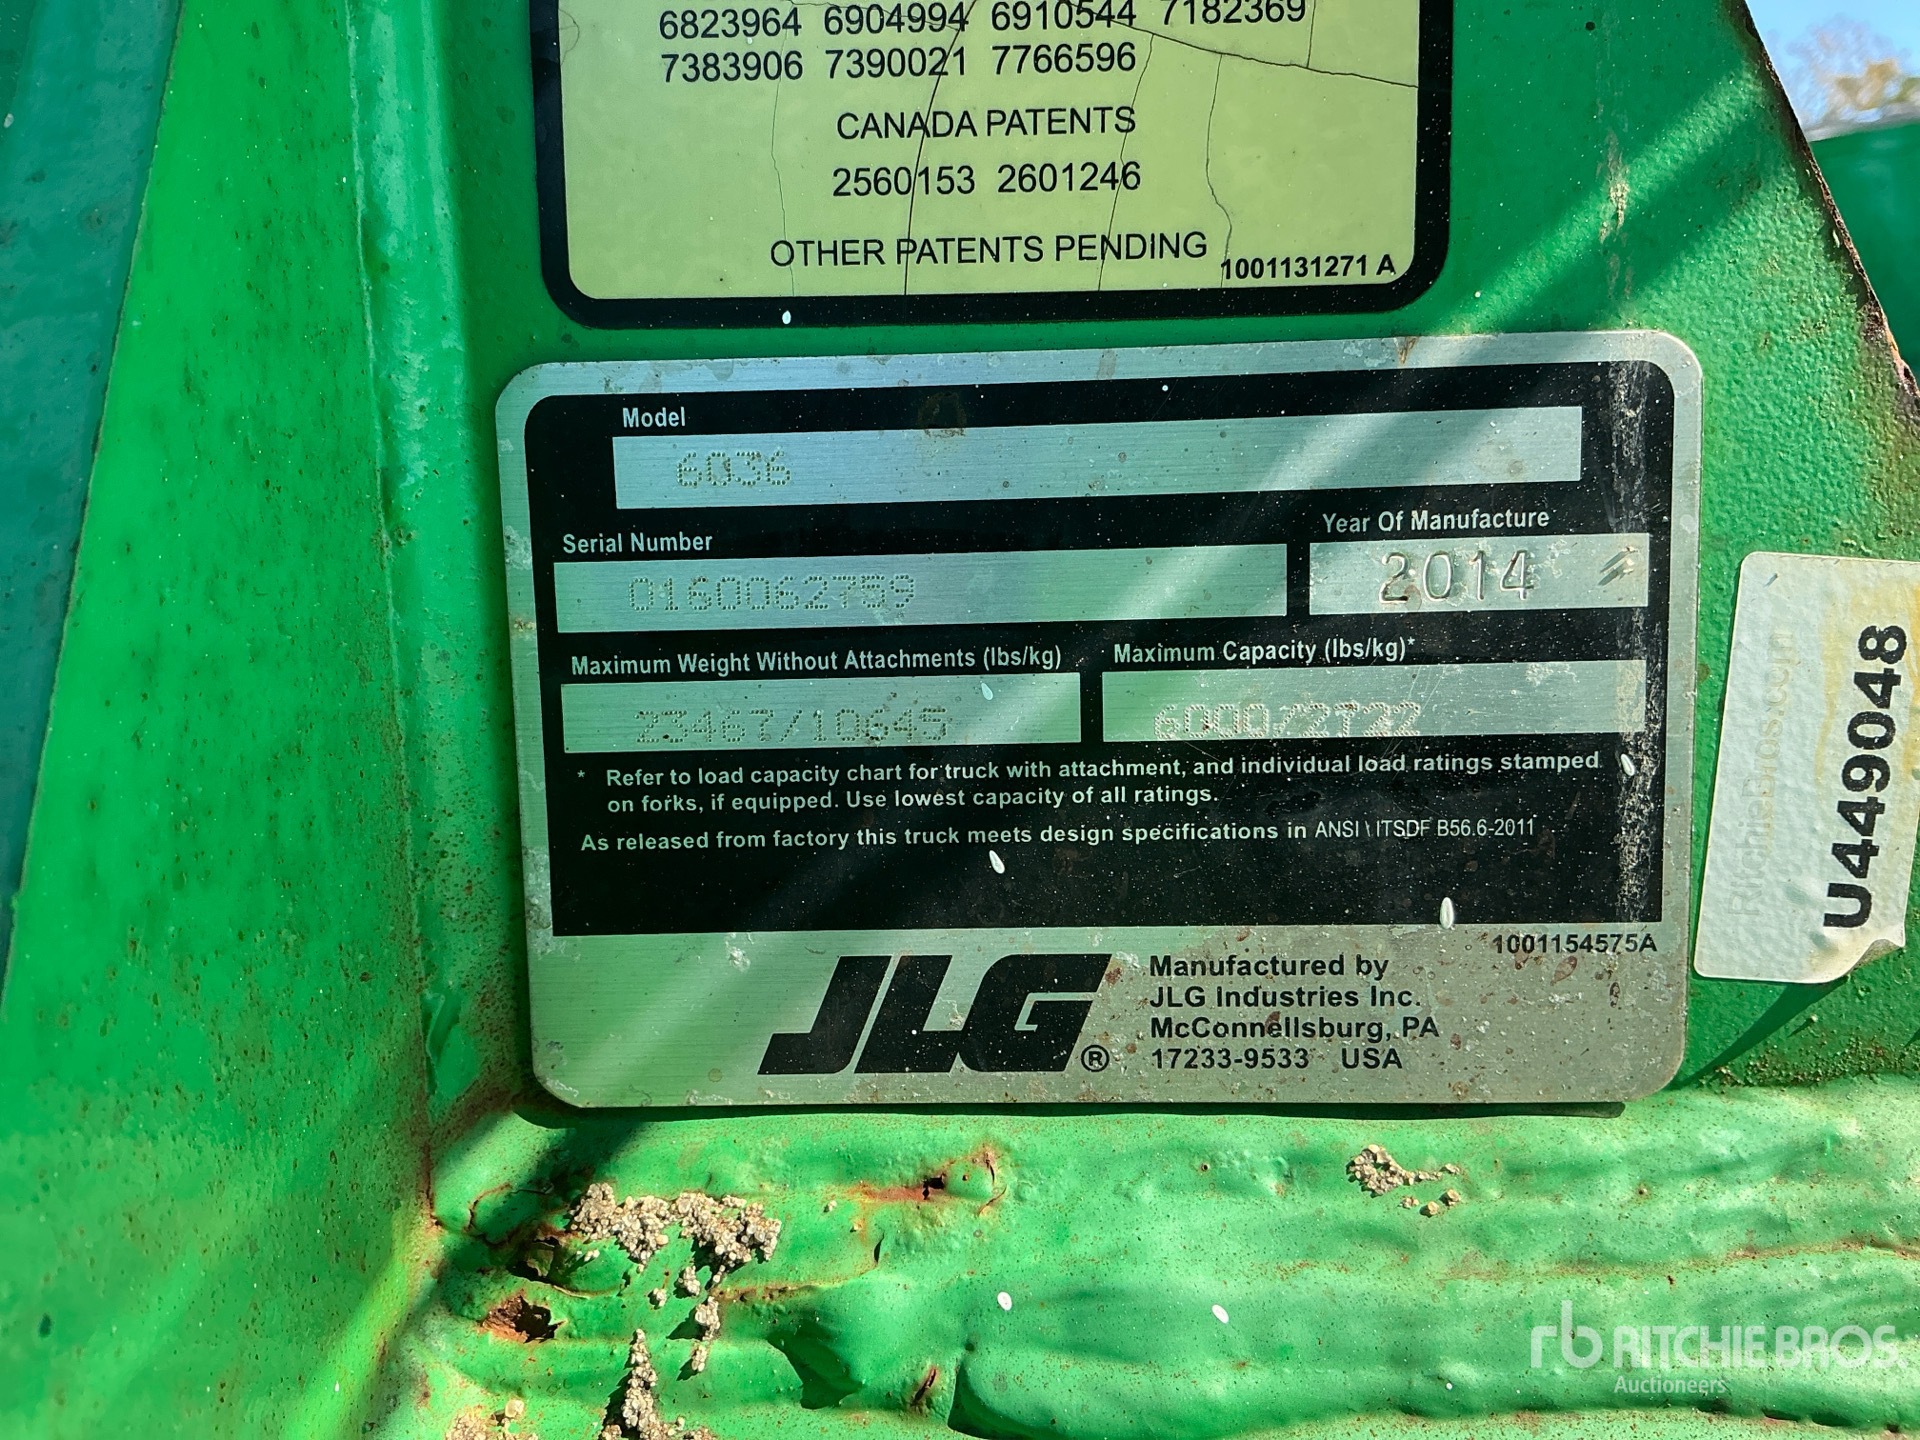 6823964 6904994 6910544 7182369
7383906 7390021 7766596
CANADA PATENTS
2560153 2601246
OTHER PATENTS PENDING
1001131271 A
Model
6036
Serial Number
Year Of Manufacture
0160062759
2014
Maximum Weight Without Attachments (lbs/kg)
Maximum Capacity (lbs/kg)*
23467/10645
6000/2722
* Refer to load capacity chart for truck with attachment, and individual load ratings stamped
on forks, if equipped. Use lowest capacity of all ratings.
As released from factory this truck meets design specifications in ANSI \ ITSDF B56.6-2011
1001154575A
JLG®
Manufactured by
JLG Industries Inc.
McConnellsburg, PA
17233-9533 USA
RitchieBros.com
U449048
rb RITCHIE BROS.
Auctioneers